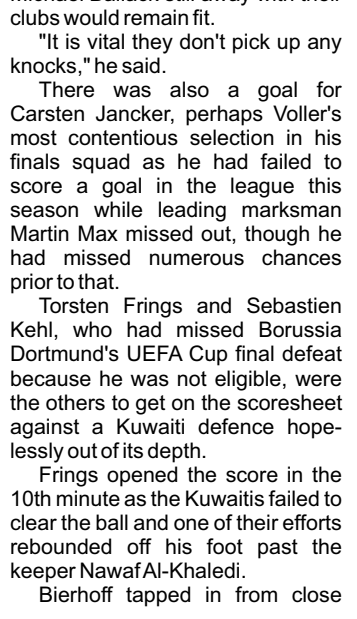 clubs would remain fit.
"It is vital they don't pick up any
knocks," he said.
There was also a goal for
Carsten Jancker, perhaps Voller's
most contentious selection in his
finals squad as he had failed to
score a goal in the league this
season while leading marksman
Martin Max missed out, though he
had missed numerous chances
prior to that.
Torsten Frings and Sebastien
Kehl, who had missed Borussia
Dortmund's UEFA Cup final defeat
because he was not eligible, were
the others to get on the scoresheet
against a Kuwaiti defence hope-
lessly out of its depth.
Frings opened the score in the
10th minute as the Kuwaitis failed to
clear the ball and one of their efforts
rebounded off his foot past the
keeper Nawaf Al-Khaledi.
Bierhoff tapped in from close